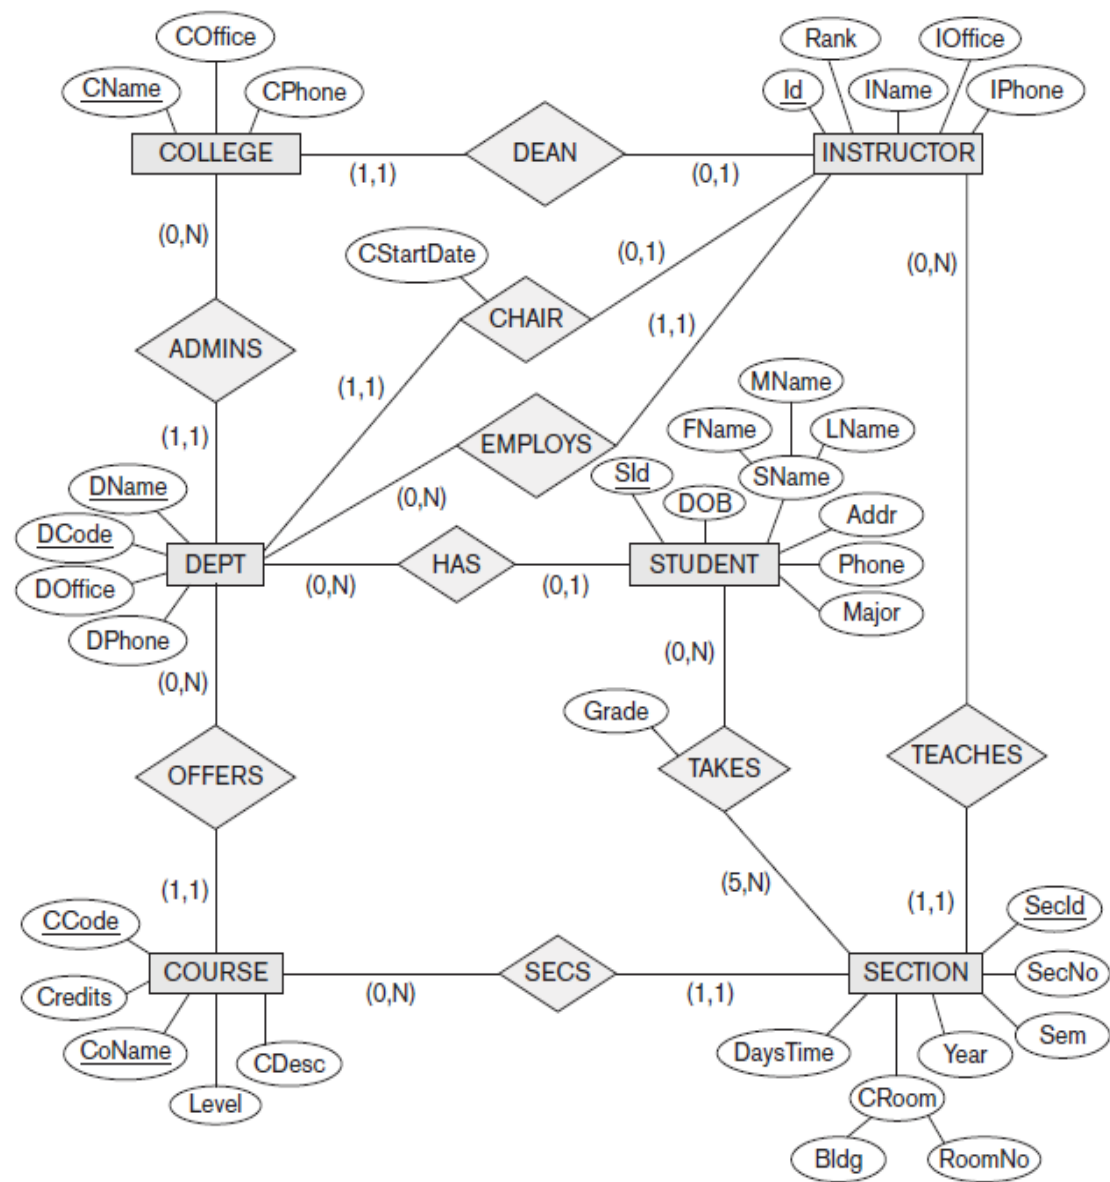 COffice
Rank
IOffice
CName
CPhone
Id
IName
IPhone
COLLEGE
DEAN
INSTRUCTOR
(1,1)
(0,1)
(0,N)
CStartDate
(0,1)
(0,N)
CHAIR
(1,1)
ADMINS
(1,1)
MName
(1,1)
FName
LName
EMPLOYS
DName
(0,N)
SId
SName
DOB
DCode
Addr
DEPT
HAS
STUDENT
Phone
DOffice
(0,N)
(0,1)
Major
DPhone
(0,N)
(0,N)
Grade
OFFERS
TAKES
TEACHES
(1,1)
(5,N)
(1,1)
CCode
SecId
COURSE
SECS
SECTION
SecNo
Credits
(0,N)
(1,1)
Sem
CoName
CDesc
DaysTime
Year
Level
CRoom
Bldg
RoomNo